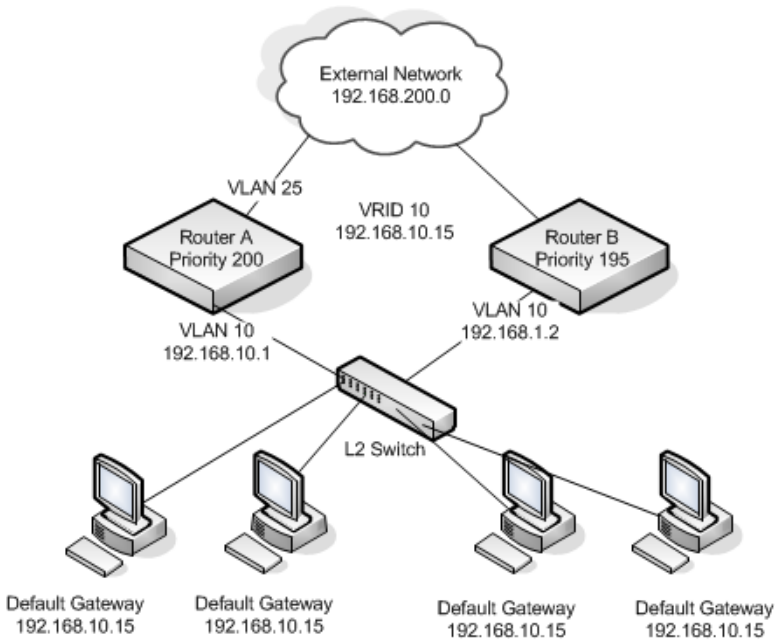 External Network
192.168.200.0
VLAN 25
VRID 10
192.168.10.15
Router A
Priority 200
Router B
Priority 195
VLAN 10
192.168.10.1
VLAN 10
192.168.1.2
L2 Switch
Default Gateway
192.168.10.15
Default Gateway
192.168.10.15
Default Gateway
192.168.10.15
Default Gateway
192.168.10.15